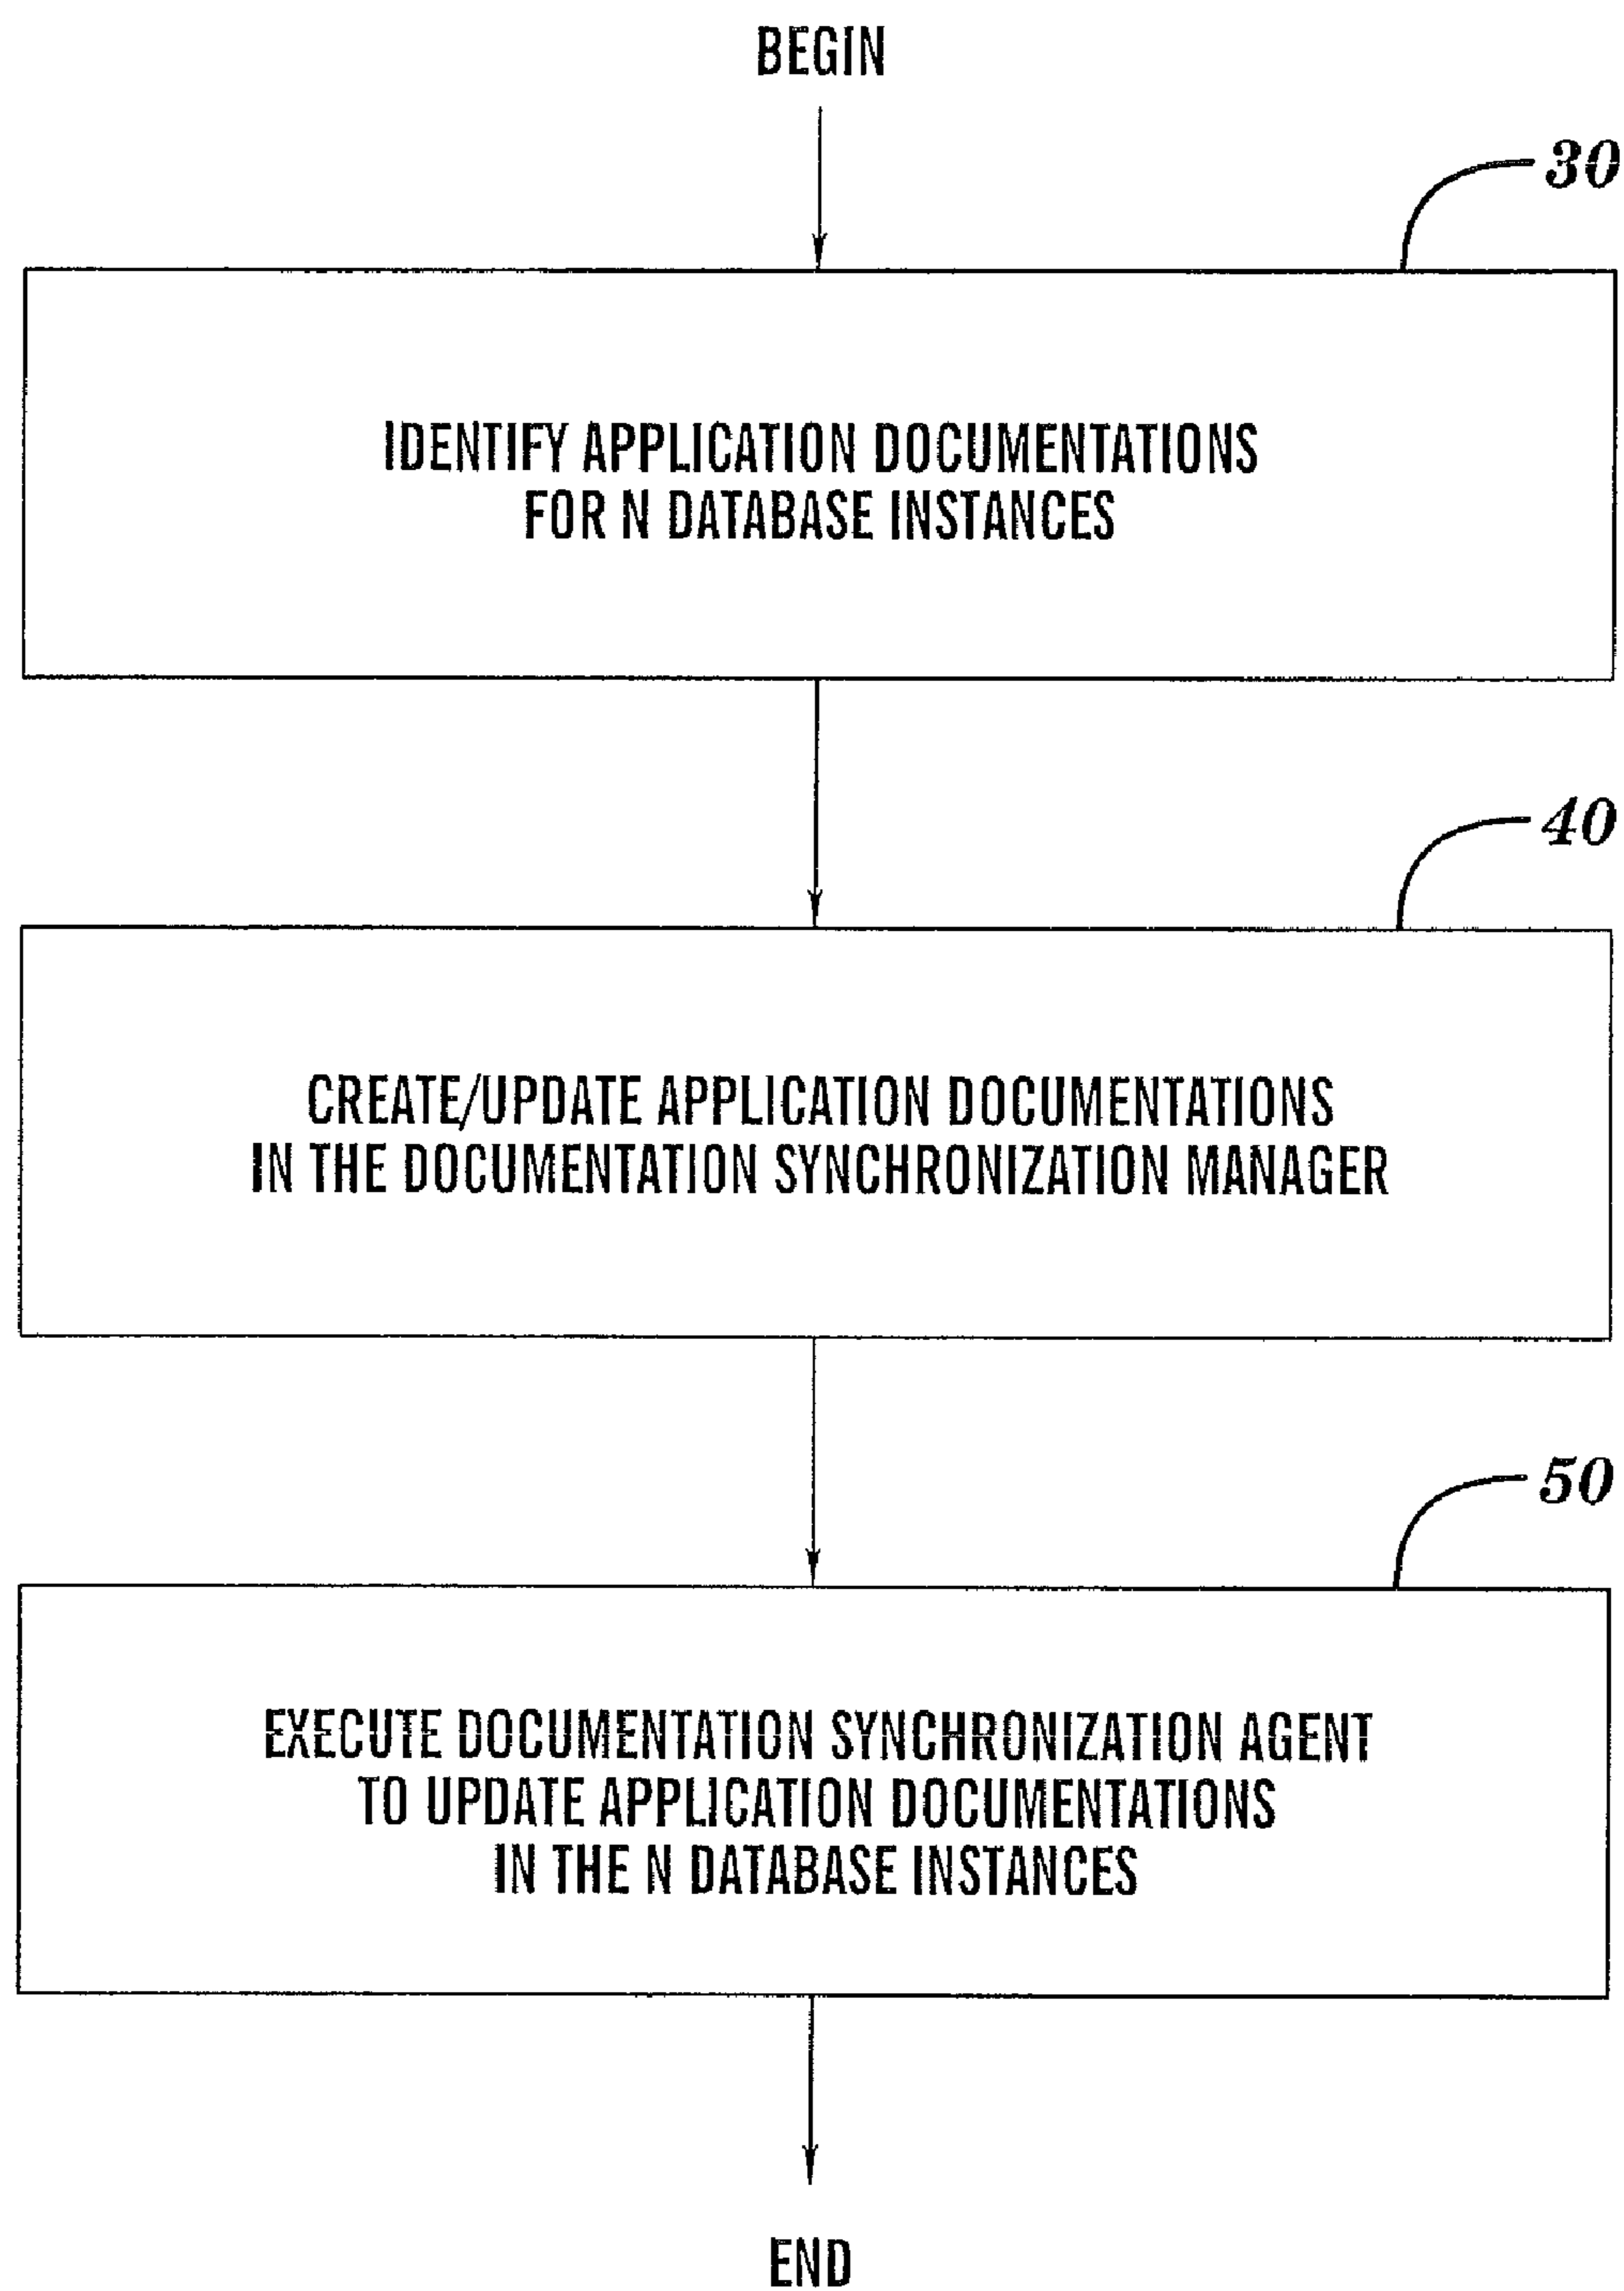 BEGIN
30
IDENTIFY APPLICATION DOCUMENTATIONS
FOR N DATABASE INSTANCES
40
CREATE/UPDATE APPLICATION DOCUMENTATIONS
IN THE DOCUMENTATION SYNCHRONIZATION MANAGER
50
EXECUTE DOCUMENTATION SYNCHRONIZATION AGENT
TO UPDATE APPLICATION DOCUMENTATIONS
IN THE N DATABASE INSTANCES
END